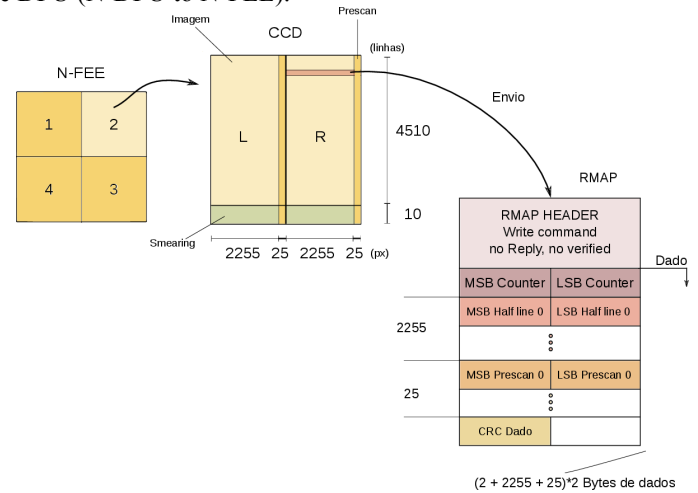 Prescan
Imagem
CCD
(linhas)
N-FEE
1
2
4
3
L
R
4510
10
Envio
Smearing
2255
25
2255
25
(px)
RMAP
RMAP HEADER
Write command
no Reply, no verified
Dado
MSB Counter
LSB Counter
MSB Half line 0
LSB Half line 0
2255
MSB Prescan 0
LSB Prescan 0
25
CRC Dado
(2 + 2255 + 25)*2 Bytes de dados